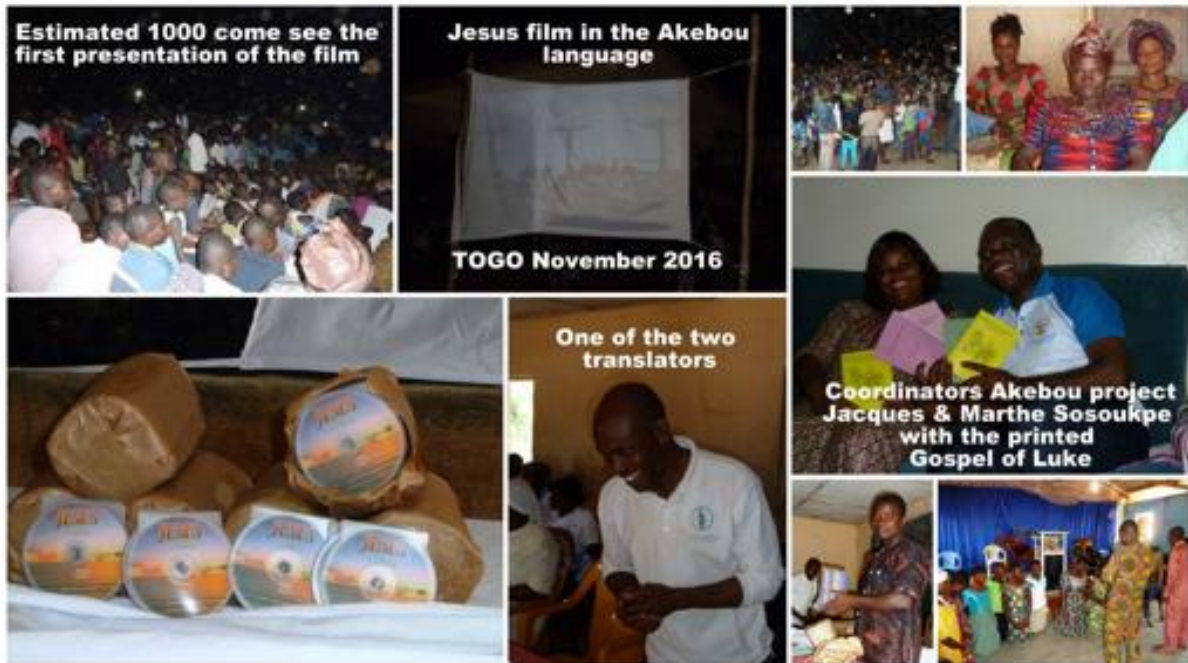 Estimated 1000 come see the
first presentation of the film
Jesus film in the Akebou
language
TOGO November 2016
One of the two
translators
Coordinators Akebou project
Jacques & Marthe Sosoukpe
with the printed
Gospel of Luke